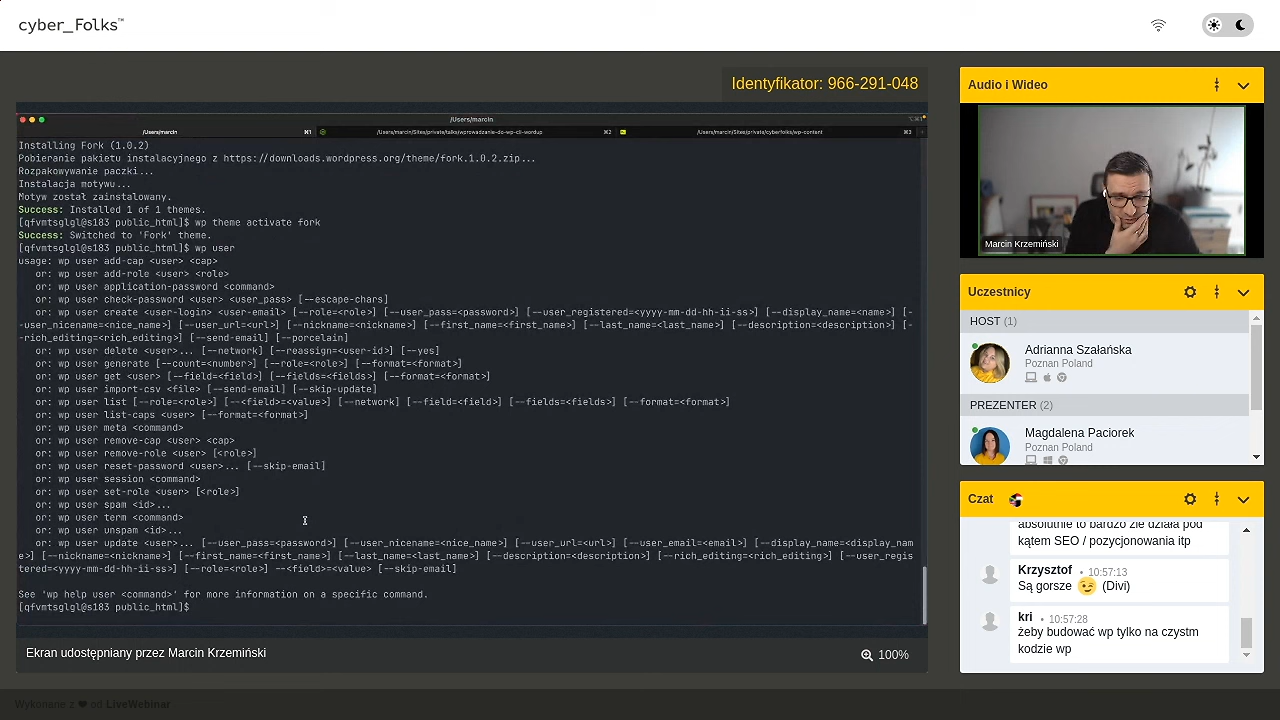 cyber_Folks™
Identyfikator: 966-291-048
/Users/marcin
/Users/marcin
⌘1
/Users/marcin/Sites/private/talks/wprowadzanie-do-wp-cli-wordup
⌘2
/Users/marcin/Sites/private/cyberfolks/wp-content
⌘3
Installing Fork (1.0.2)
Pobieranie pakietu instalacyjnego z https://downloads.wordpress.org/theme/fork.1.0.2.zip...
Rozpakowywanie paczki...
Instalacja motywu...
Motyw został zainstalowany.
Success: Installed 1 of 1 themes.
[qfvmtsglgl@s183 public_html]$ wp theme activate fork
Success: Switched to 'Fork' theme.
[qfvmtsglgl@s183 public_html]$ wp user
usage: wp user add-cap <user> <cap>
or: wp user add-role <user> <role>
or: wp user application-password <command>
or: wp user check-password <user> <user_pass> [--escape-chars]
or: wp user create <user-login> <user-email> [--role=<role>] [--user_pass=<password>] [--user_registered=<yyyy-mm-dd-hh-ii-ss>] [--display_name=<name>] [-
-user_nicename=<nice_name>] [--user_url=<url>] [--nickname=<nickname>] [--first_name=<first_name>] [--last_name=<last_name>] [--description=<description>] [-
-rich_editing=<rich_editing>] [--send-email] [--porcelain]
or: wp user delete <user>... [--network] [--reassign=<user-id>] [--yes]
or: wp user generate [--count=<number>] [--role=<role>] [--format=<format>]
or: wp user get <user> [--field=<field>] [--fields=<fields>] [--format=<format>]
or: wp user import-csv <file> [--send-email] [--skip-update]
or: wp user list [--role=<role>] [--<field>=<value>] [--network] [--field=<field>] [--fields=<fields>] [--format=<format>]
or: wp user list-caps <user> [--format=<format>]
or: wp user meta <command>
or: wp user remove-cap <user> <cap>
or: wp user remove-role <user> [<role>]
or: wp user reset-password <user>... [--skip-email]
or: wp user session <command>
or: wp user set-role <user> [<role>]
or: wp user spam <id>...
or: wp user term <command>
or: wp user unspam <id>...
or: wp user update <user>... [--user_pass=<password>] [--user_nicename=<nice_name>] [--user_url=<url>] [--user_email=<email>] [--display_name=<display_nam
e>] [--nickname=<nickname>] [--first_name=<first_name>] [--last_name=<last_name>] [--description=<description>] [--rich_editing=<rich_editing>] [--user_regis
tered=<yyyy-mm-dd-hh-ii-ss>] [--role=<role>] --<field>=<value> [--skip-email]
See 'wp help user <command>' for more information on a specific command.
[qfvmtsglgl@s183 public_html]$
Ekran udostępniany przez Marcin Krzemiński
100%
Wykonane z ❤ od LiveWebinar
Audio i Wideo
Marcin Krzemiński
Uczestnicy
HOST (1)
Adrianna Szałańska
Poznan Poland
PREZENTER (2)
Magdalena Paciorek
Poznan Poland
Czat
absolutnie to bardzo źle działa pod
kątem SEO / pozycjonowania itp
Krzysztof • 10:57:13
Są gorsze 😉 (Divi)
kri • 10:57:28
żeby budować wp tylko na czystm
kodzie wp